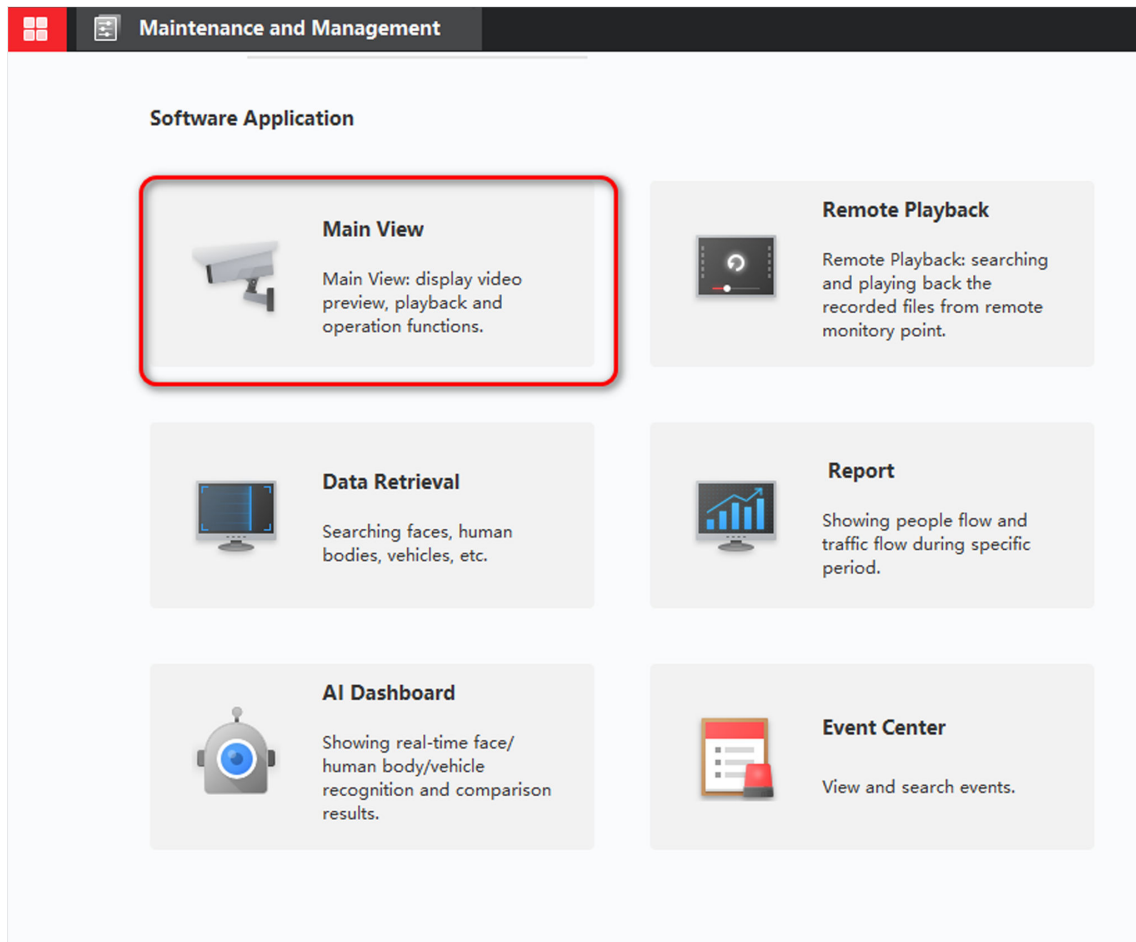 Maintenance and Management
Software Application
Main View
Main View: display video
preview, playback and
operation functions.
Remote Playback
Remote Playback: searching
and playing back the
recorded files from remote
monitory point.
Data Retrieval
Searching faces, human
bodies, vehicles, etc.
Report
Showing people flow and
traffic flow during specific
period.
AI Dashboard
Showing real-time face/
human body/vehicle
recognition and comparison
results.
Event Center
View and search events.